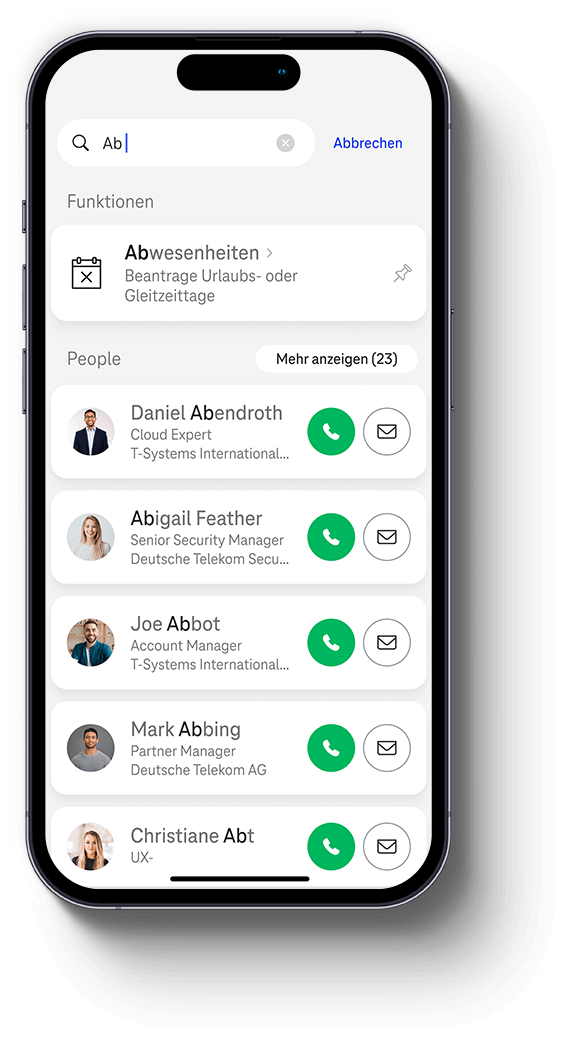 Ab
Abbrechen
Funktionen
Abwesenheiten
Beantrage Urlaubs- oder
Gleitzeittage
People
Mehr anzeigen (23)
Daniel Abendroth
Cloud Expert
T-Systems International...
Abigail Feather
Senior Security Manager
Deutsche Telekom Secu...
Joe Abbot
Account Manager
T-Systems International...
Mark Abbing
Partner Manager
Deutsche Telekom AG
Christiane Abt
UX-